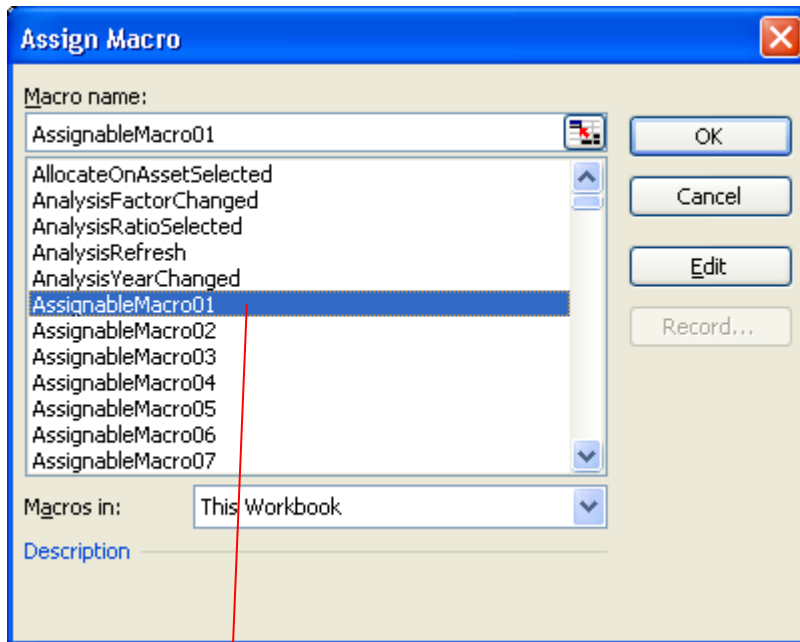 Assign Macro
Macro name:
AssignableMacro01
OK
AllocateOnAssetSelected
AnalysisFactorChanged
Cancel
AnalysisRatioSelected
AnalysisRefresh
Edit
AnalysisYearChanged
AssignableMacro01
Record...
AssignableMacro02
AssignableMacro03
AssignableMacro04
AssignableMacro05
AssignableMacro06
AssignableMacro07
Macros in:
This Workbook
Description